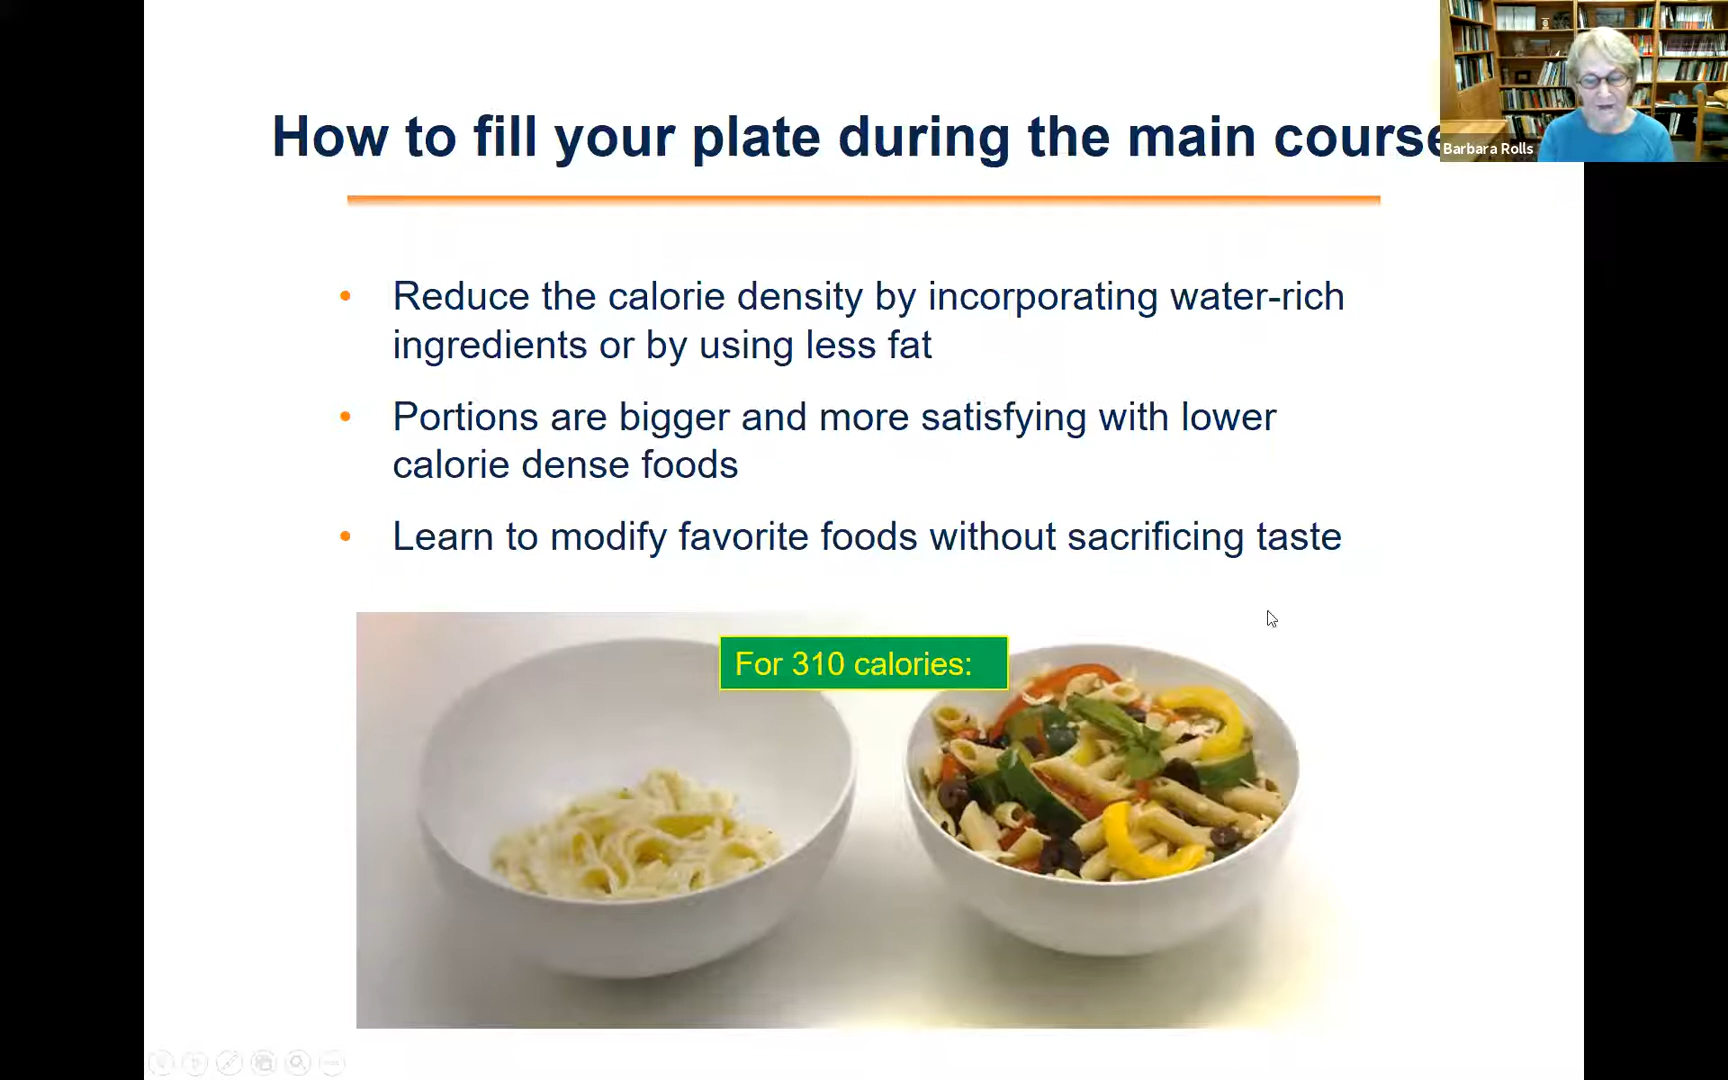 How to fill your plate during the main course
Barbara Rolls
• Reduce the calorie density by incorporating water-rich
ingredients or by using less fat
• Portions are bigger and more satisfying with lower
calorie dense foods
• Learn to modify favorite foods without sacrificing taste
For 310 calories: